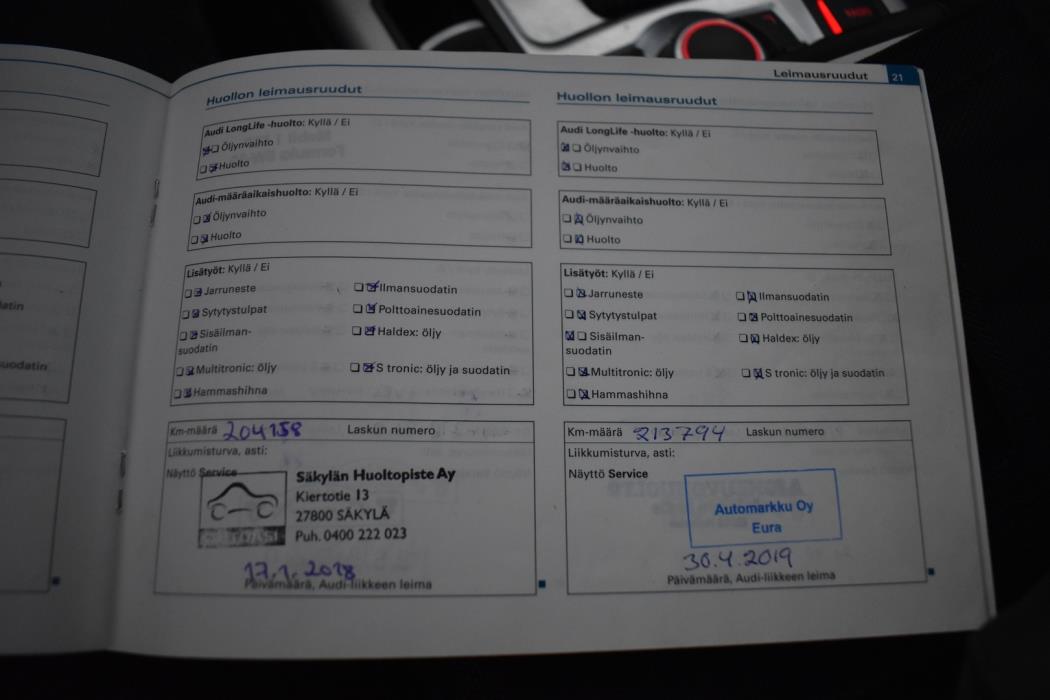 Leimausruudut 21
Huollon leimausruudut
Audi LongLife -huolto: Kyllä / Ei
Öljynvaihto
Huolto
Audi-määräaikaishuolto: Kyllä / Ei
Öljynvaihto
Huolto
Lisätyöt: Kyllä / Ei
Jarruneste
Ilmansuodatin
Sytytystulpat
Polttoainesuodatin
Sisäilman-
suodatin
Haldex: öljy
Multitronic: öljy
S tronic: öljy ja suodatin
Hammashihna
Km-määrä 204158 Laskun numero
Liikkumisturva, asti:
Näyttö Service
Säkylän Huoltopiste Ay
Kiertotie 13
27800 SÄKYLÄ
Puh. 0400 222 023
17.1.2018
Päivämäärä, Audi-liikkeen leima
Huollon leimausruudut
Audi LongLife -huolto: Kyllä / Ei
Öljynvaihto
Huolto
Audi-määräaikaishuolto: Kyllä / Ei
Öljynvaihto
Huolto
Lisätyöt: Kyllä / Ei
Jarruneste
Ilmansuodatin
Sytytystulpat
Polttoainesuodatin
Sisäilman-
suodatin
Haldex: öljy
Multitronic: öljy
S tronic: öljy ja suodatin
Hammashihna
Km-määrä 213794 Laskun numero
Liikkumisturva, asti:
Näyttö Service
Automarkku Oy
Eura
30.4.2019
Päivämäärä, Audi-liikkeen leima
atin
uodatin
RADIO